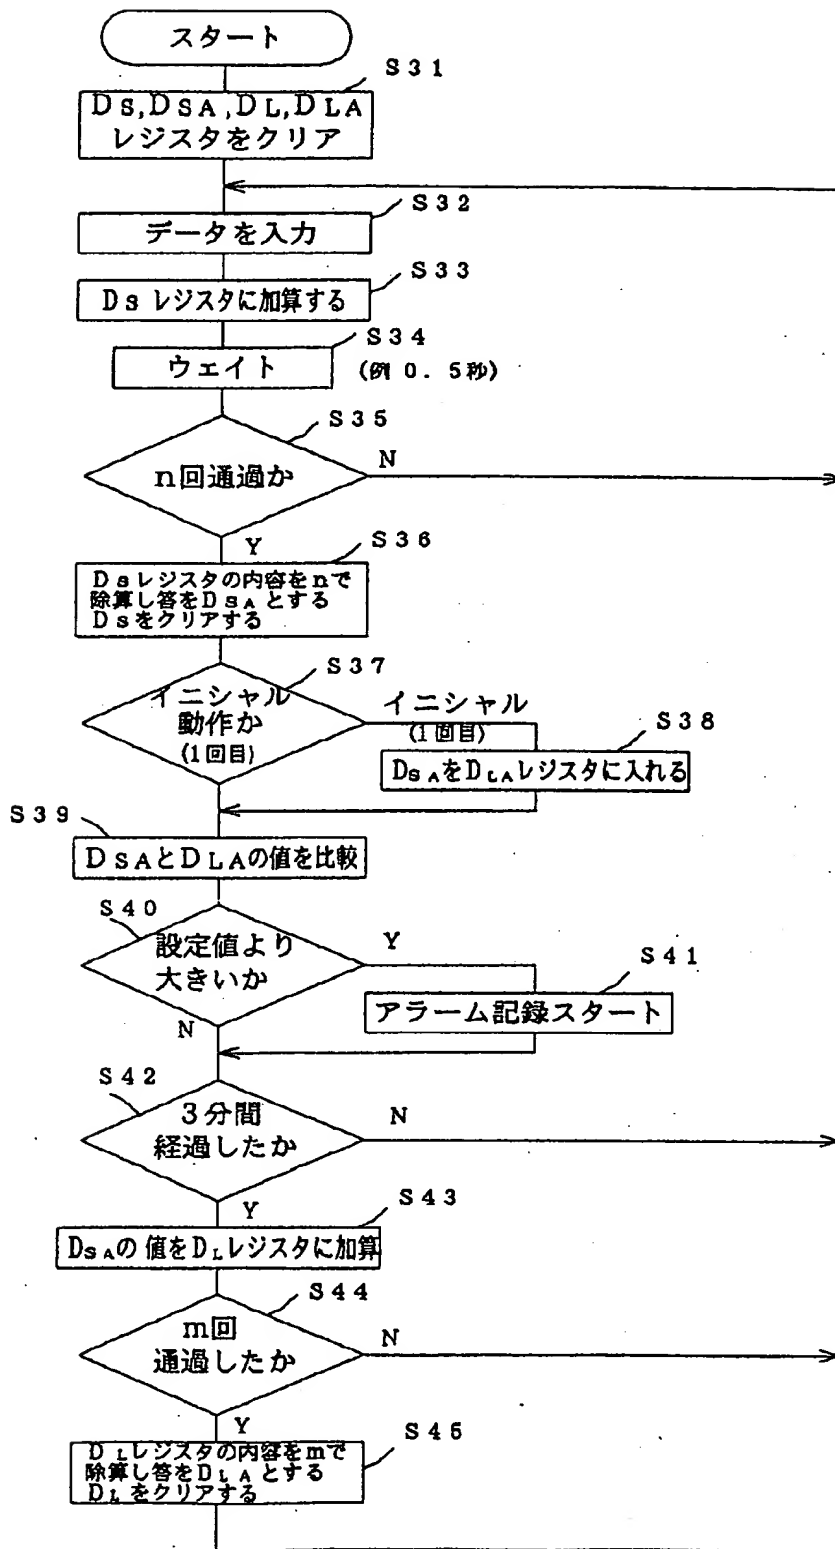 スタート
S31
DS,DSA,DL,DLA
レジスタをクリア
S32
データを入力
S33
DSレジスタに加算する
S34
ウェイト
(例 0.5秒)
S35
n回通過か
N
Y
S36
DSレジスタの内容をnで
除算し答をDSAとする
DSをクリアする
S37
イニシャル
動作か
(1回目)
イニシャル
(1回目)
S38
DSAをDLAレジスタに入れる
S39
DSAとDLAの値を比較
S40
設定値より
大きいか
Y
N
S41
アラーム記録スタート
S42
3分間
経過したか
N
Y
S43
DSAの値をDLレジスタに加算
S44
m回
通過したか
N
Y
S45
DLレジスタの内容をmで
除算し答をDLAとする
DLをクリアする